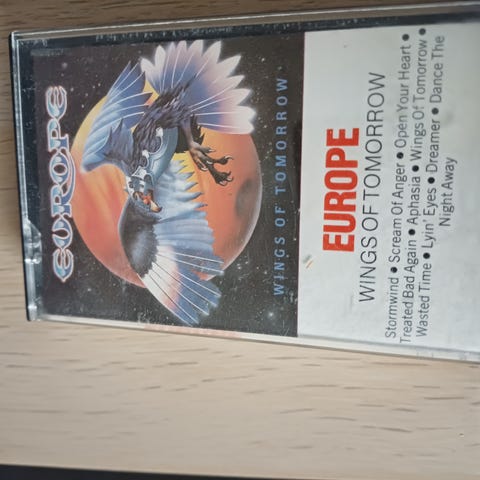 EUROPE
WINGS OF TOMORROW
EUROPE
WINGS OF TOMORROW
Stormwind • Scream Of Anger • Open Your Heart •
Treated Bad Again • Aphasia • Wings Of Tomorrow •
Wasted Time • Lyin' Eyes • Dreamer • Dance The
Night Away